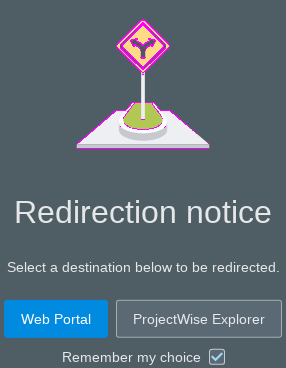 Redirection notice
Select a destination below to be redirected.
Web Portal
ProjectWise Explorer
Remember my choice